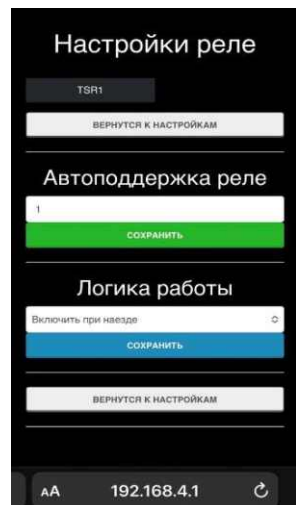 Настройки реле
TSR1
ВЕРНУТСЯ К НАСТРОЙКАМ
Автоподдержка реле
1
СОХРАНИТЬ
Логика работы
Включить при наезде
СОХРАНИТЬ
ВЕРНУТСЯ К НАСТРОЙКАМ
AA 192.168.4.1